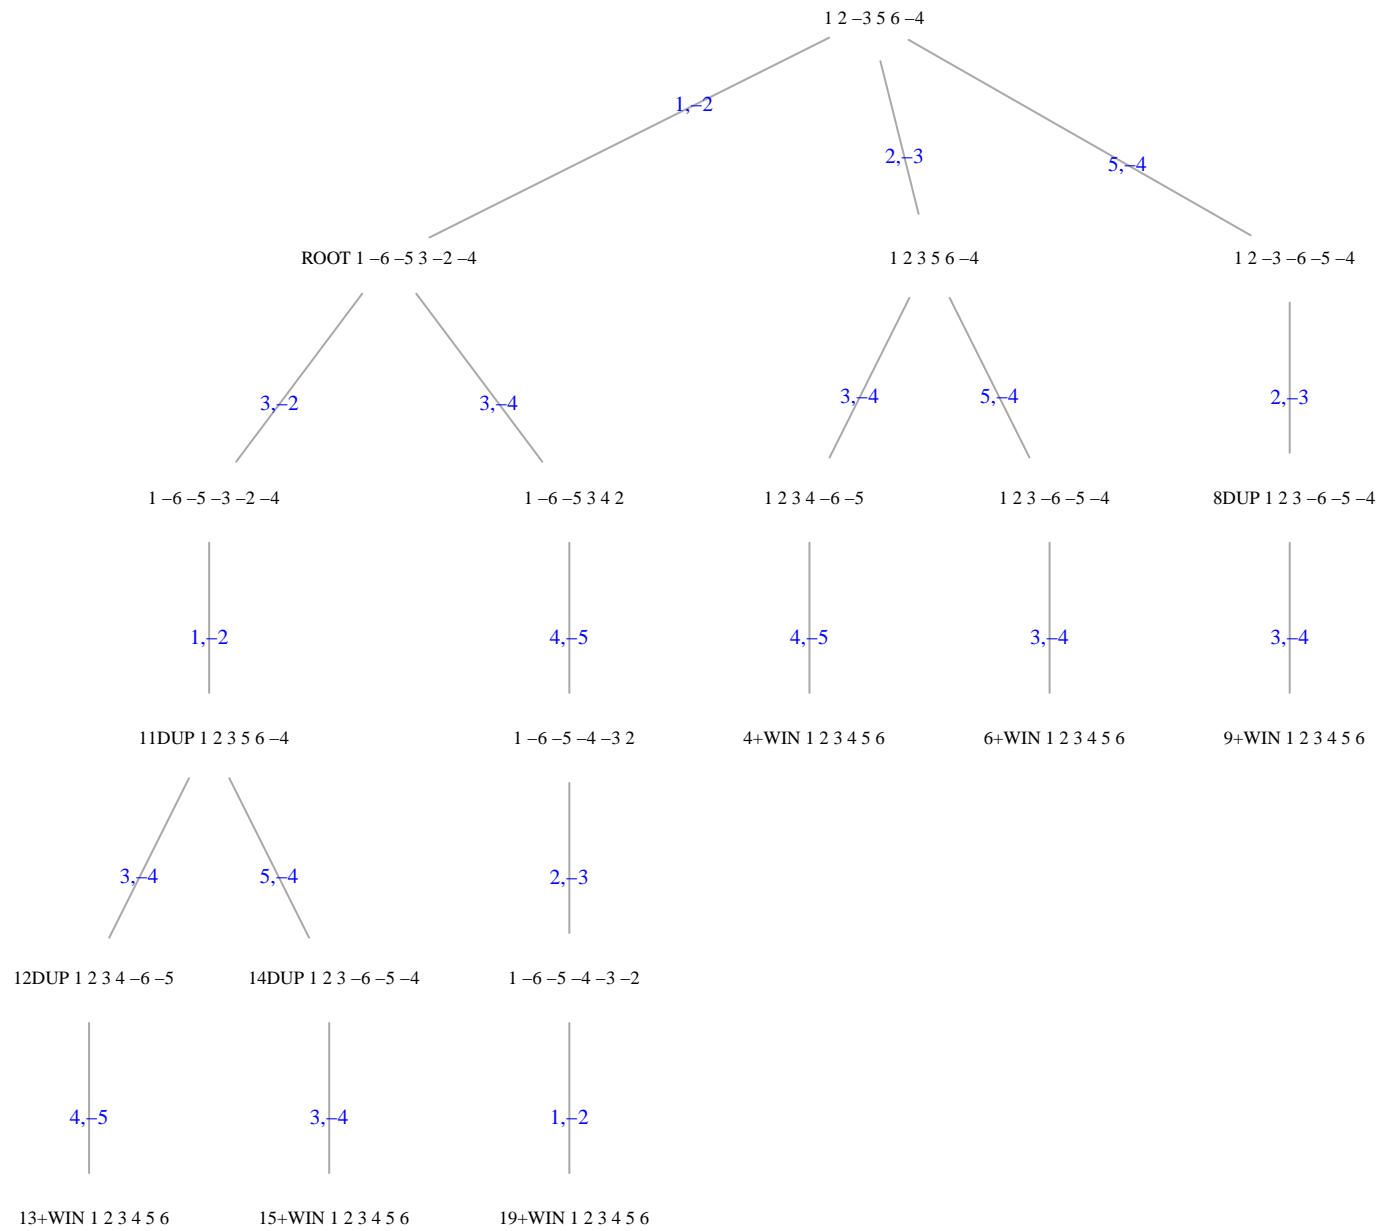 1 2 –3 5 6 –4
1,–2
2,–3
5,–4
ROOT 1 –6 –5 3 –2 –4
1 2 3 5 6 –4
1 2 –3 –6 –5 –4
3,–2
3,–4
3,–4
5,–4
2,–3
1 –6 –5 –3 –2 –4
1 –6 –5 3 4 2
1 2 3 4 –6 –5
1 2 3 –6 –5 –4
8DUP 1 2 3 –6 –5 –4
1,–2
4,–5
4,–5
3,–4
3,–4
11DUP 1 2 3 5 6 –4
1 –6 –5 –4 –3 2
4+WIN 1 2 3 4 5 6
6+WIN 1 2 3 4 5 6
9+WIN 1 2 3 4 5 6
3,–4
5,–4
2,–3
12DUP 1 2 3 4 –6 –5
14DUP 1 2 3 –6 –5 –4
1 –6 –5 –4 –3 –2
4,–5
3,–4
1,–2
13+WIN 1 2 3 4 5 6
15+WIN 1 2 3 4 5 6
19+WIN 1 2 3 4 5 6